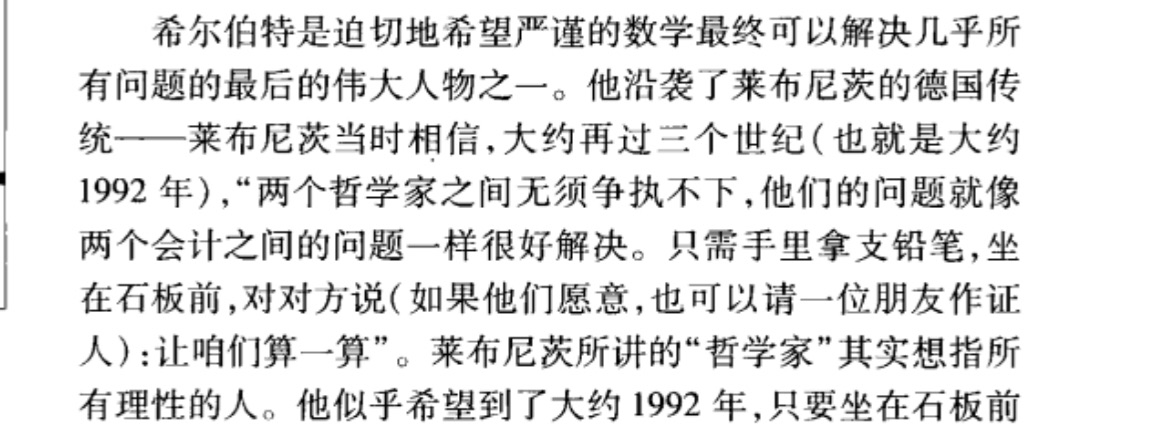 希尔伯特是迫切地希望严谨的数学最终可以解决几乎所
有问题的最后的伟大人物之一。他沿袭了莱布尼茨的德国传
统——莱布尼茨当时相信,大约再过三个世纪(也就是大约
1992 年),“两个哲学家之间无须争执不下,他们的问题就像
两个会计之间的问题一样很好解决。只需手里拿支铅笔,坐
在石板前,对对方说(如果他们愿意,也可以请一位朋友作证
人):让咱们算一算”。莱布尼茨所讲的“哲学家”其实想指所
有理性的人。他似乎希望到了大约 1992 年,只要坐在石板前